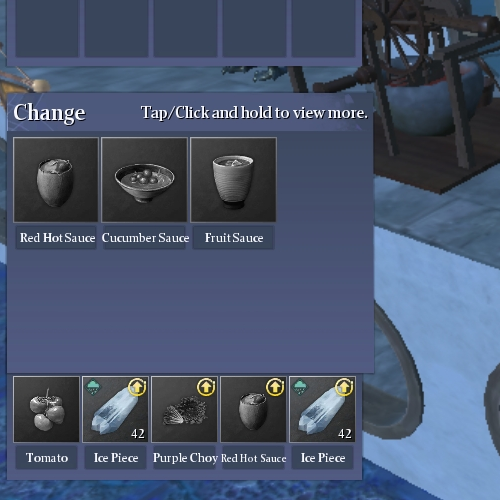 Change
Tap/Click and hold to view more.
Red Hot Sauce
Cucumber Sauce
Fruit Sauce
42
42
Tomato
Ice Piece
Purple Choy
Red Hot Sauce
Ice Piece